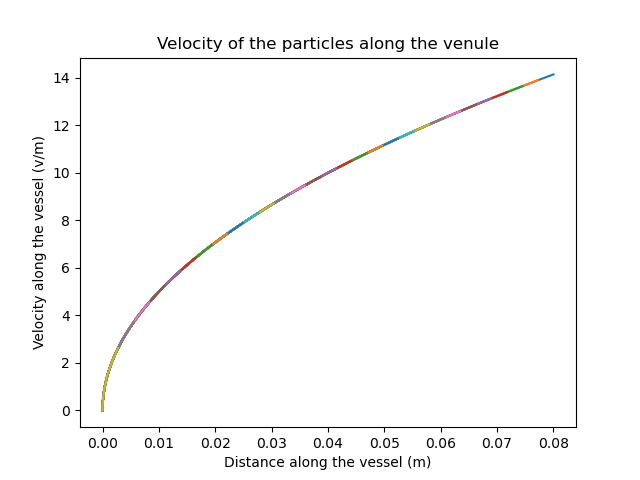 Velocity of the particles along the venule
Velocity along the vessel (v/m)
14
12
10
8
6
4
2
0
0.00 0.01 0.02 0.03 0.04 0.05 0.06 0.07 0.08
Distance along the vessel (m)